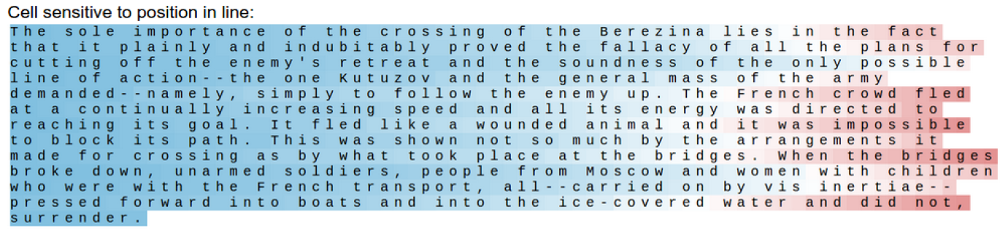 Cell sensitive to position in line:
The sole importance of the crossing of the Berezina lies in the fact
that it plainly and indubitably proved the fallacy of all the plans for
cutting off the enemy's retreat and the soundness of the only possible
line of action--the one Kutuzov and the general mass of the army
demanded--namely, simply to follow the enemy up. The French crowd fled
at a continually increasing speed and all its energy was directed to
reaching its goal. It fled like a wounded animal and it was impossible
to block its path. This was shown not so much by the arrangements it
made for crossing as by what took place at the bridges. When the bridges
broke down, unarmed soldiers, people from Moscow and women with children
who were with the French transport, all--carried on by vis inertiae--
pressed forward into boats and into the ice-covered water and did not,
surrender.